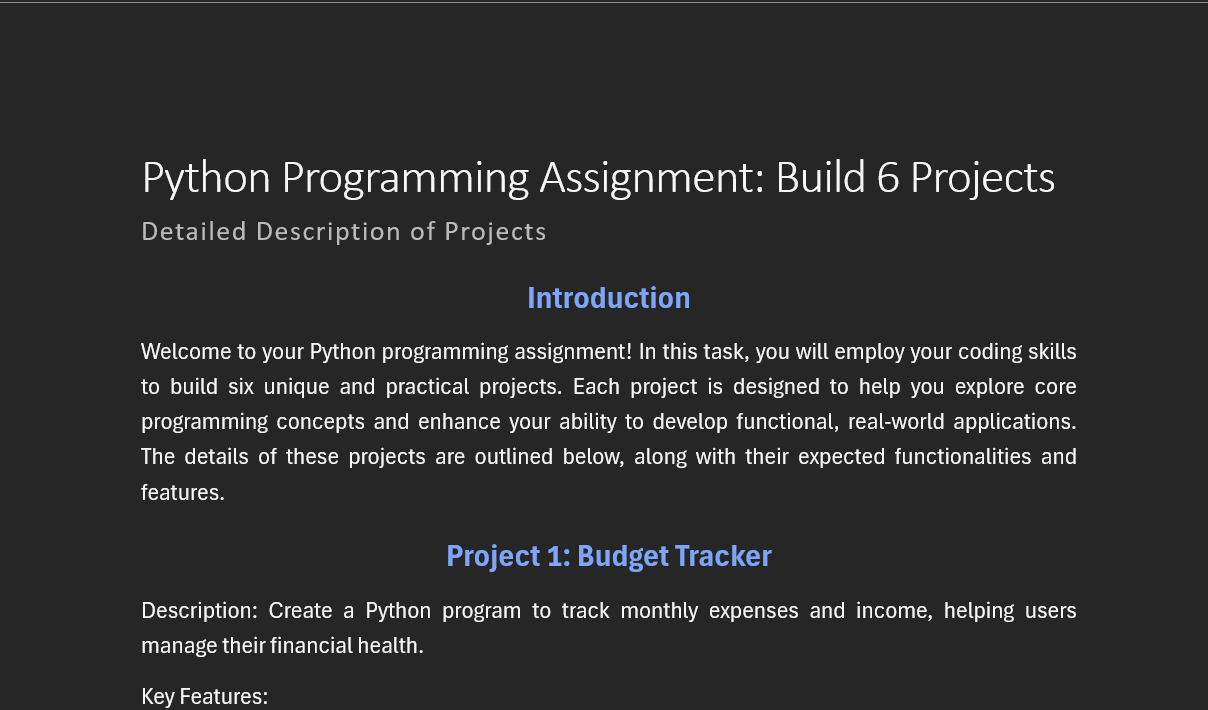 Python Programming Assignment: Build 6 Projects
Detailed Description of Projects
Introduction
Welcome to your Python programming assignment! In this task, you will employ your coding skills
to build six unique and practical projects. Each project is designed to help you explore core
programming concepts and enhance your ability to develop functional, real-world applications.
The details of these projects are outlined below, along with their expected functionalities and
features.
Project 1: Budget Tracker
Description: Create a Python program to track monthly expenses and income, helping users
manage their financial health.
Key Features: